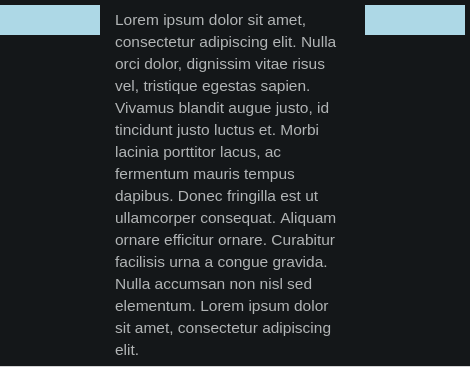 Lorem ipsum dolor sit amet,
consectetur adipiscing elit. Nulla
orci dolor, dignissim vitae risus
vel, tristique egestas sapien.
Vivamus blandit augue justo, id
tincidunt justo luctus et. Morbi
lacinia porttitor lacus, ac
fermentum mauris tempus
dapibus. Donec fringilla est ut
ullamcorper consequat. Aliquam
ornare efficitur ornare. Curabitur
facilisis urna a congue gravida.
Nulla accumsan non nisl sed
elementum. Lorem ipsum dolor
sit amet, consectetur adipiscing
elit.